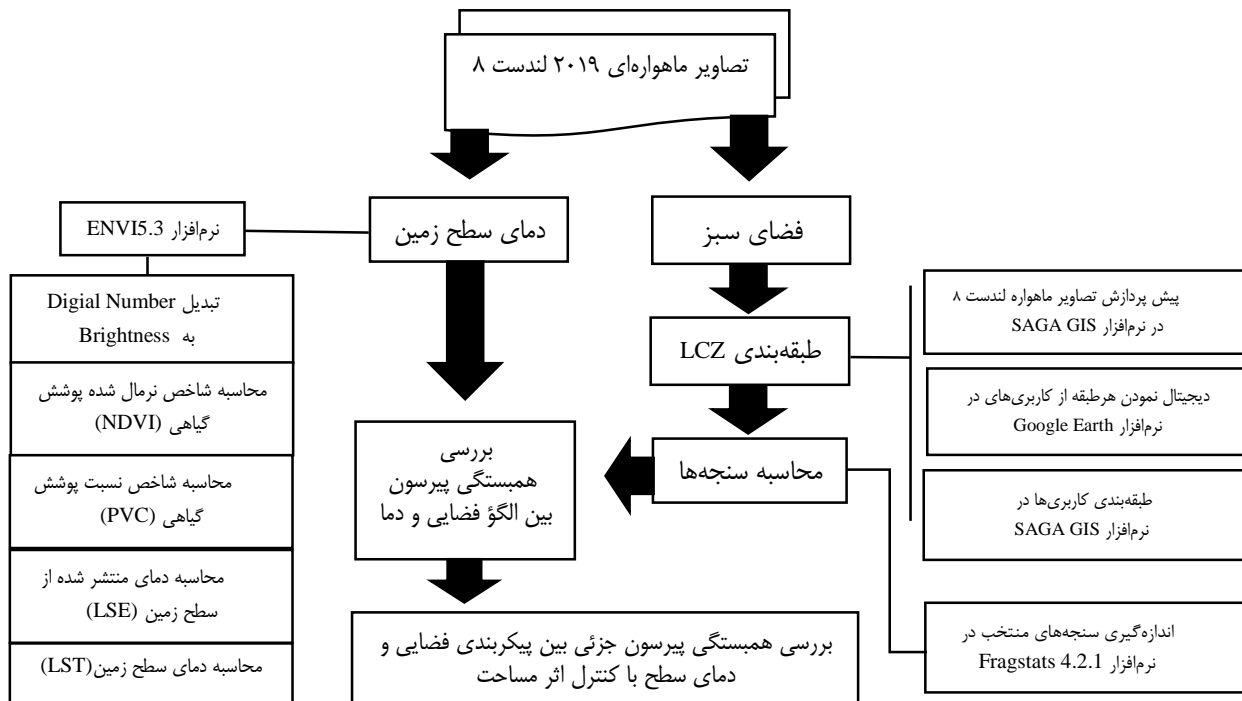 تصاویر ماهواره‌ای ۲۰۱۹ لندست ۸
فضای سبز
دمای سطح زمین
نرم‌افزار ENVI5.3
تبدیل Digial Number
به Brightness
محاسبه شاخص نرمال شده پوشش
گیاهی (NDVI)
محاسبه شاخص نسبت پوشش
گیاهی (PVC)
محاسبه دمای منتشر شده از
سطح زمین (LSE)
محاسبه دمای سطح زمین(LST)
طبقه‌بندی LCZ
پیش پردازش تصاویر ماهواره لندست ۸
در نرم‌افزار SAGA GIS
دیجیتال نمودن هرطبقه از کاربری‌های در
نرم‌افزار Google Earth
طبقه‌بندی کاربری‌ها در
نرم‌افزار SAGA GIS
محاسبه سنجه‌ها
اندازه‌گیری سنجه‌های منتخب در
نرم‌افزار Fragstats 4.2.1
بررسی
همبستگی پیرسون
بین الگؤ فضایی و دما
بررسی همبستگی پیرسون جزئی بین پیکربندی فضایی و
دمای سطح با کنترل اثر مساحت